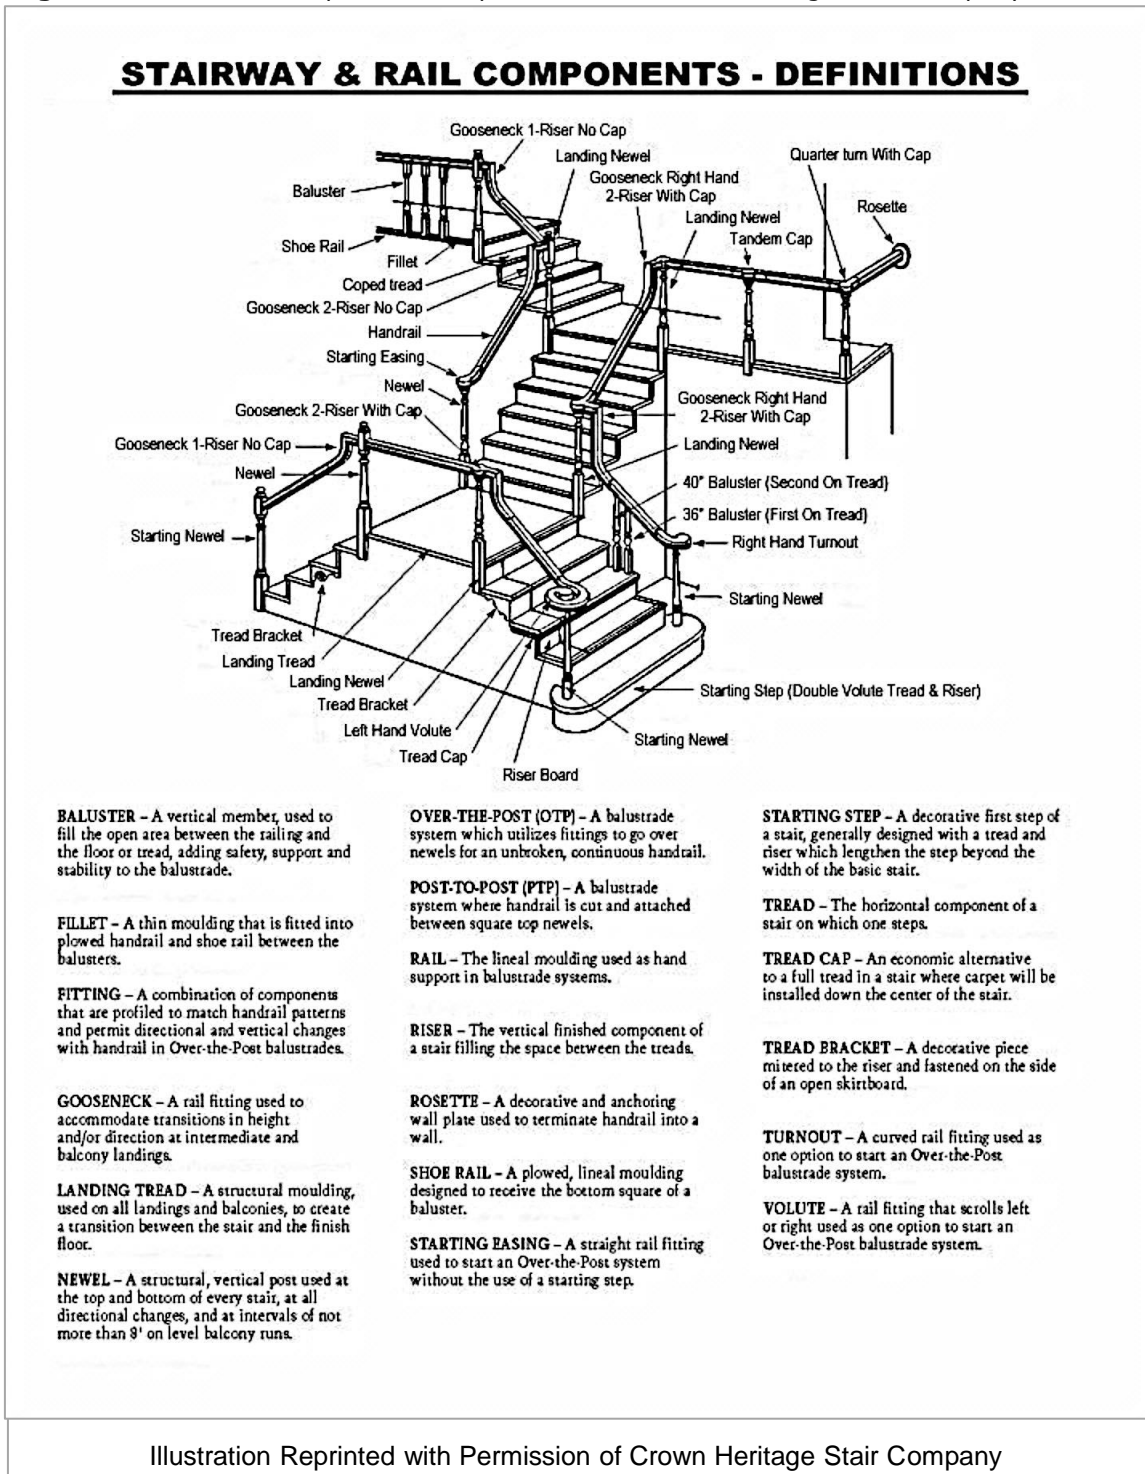 STAIRWAY & RAIL COMPONENTS - DEFINITIONS
Gooseneck 1-Riser No Cap
Landing Newel
Gooseneck Right Hand
2-Riser With Cap
Quarter turn With Cap
Baluster
Landing Newel
Rosette
Tandem Cap
Shoe Rail
Fillet
Coped tread
Gooseneck 2-Riser No Cap
Handrail
Starting Easing
Newel
Gooseneck 2-Riser With Cap
Gooseneck Right Hand
2-Riser With Cap
Gooseneck 1-Riser No Cap
Landing Newel
Newel
40" Baluster (Second On Tread)
36" Baluster (First On Tread)
Starting Newel
Right Hand Turnout
Starting Newel
Tread Bracket
Landing Tread
Landing Newel
Tread Bracket
Starting Step (Double Volute Tread & Riser)
Left Hand Volute
Starting Newel
Tread Cap
Riser Board
BALUSTER – A vertical member, used to
fill the open area between the railing and
the floor or tread, adding safety, support and
stability to the balustrade.
FILLET – A thin moulding that is fitted into
plowed handrail and shoe rail between the
balusters.
FITTING – A combination of components
that are profiled to match handrail patterns
and permit directional and vertical changes
with handrail in Over-the-Post balustrades.
GOOSENECK – A rail fitting used to
accommodate transitions in height
and/or direction at intermediate and
balcony landings.
LANDING TREAD – A structural moulding,
used on all landings and balconies, to create
a transition between the stair and the finish
floor.
NEWEL – A structural, vertical post used at
the top and bottom of every stair, at all
directional changes, and at intervals of not
more than 8' on level balcony runs.
OVER-THE-POST (OTP) – A balustrade
system which utilizes fittings to go over
newels for an unbroken, continuous handrail.
POST-TO-POST (PTP) – A balustrade
system where handrail is cut and attached
between square top newels.
RAIL – The lineal moulding used as hand
support in balustrade systems.
RISER – The vertical finished component of
a stair filling the space between the treads.
ROSETTE – A decorative and anchoring
wall plate used to terminate handrail into a
wall.
SHOE RAIL – A plowed, lineal moulding
designed to receive the bottom square of a
baluster.
STARTING EASING – A straight rail fitting
used to start an Over-the-Post system
without the use of a starting step.
STARTING STEP – A decorative first step of
a stair, generally designed with a tread and
riser which lengthen the step beyond the
width of the basic stair.
TREAD – The horizontal component of a
stair on which one steps.
TREAD CAP – An economic alternative
to a full tread in a stair where carpet will be
installed down the center of the stair.
TREAD BRACKET – A decorative piece
mitered to the riser and fastened on the side
of an open skirtboard.
TURNOUT – A curved rail fitting used as
one option to start an Over-the-Post
balustrade system.
VOLUTE – A rail fitting that scrolls left
or right used as one option to start an
Over-the-Post balustrade system.
Illustration Reprinted with Permission of Crown Heritage Stair Company